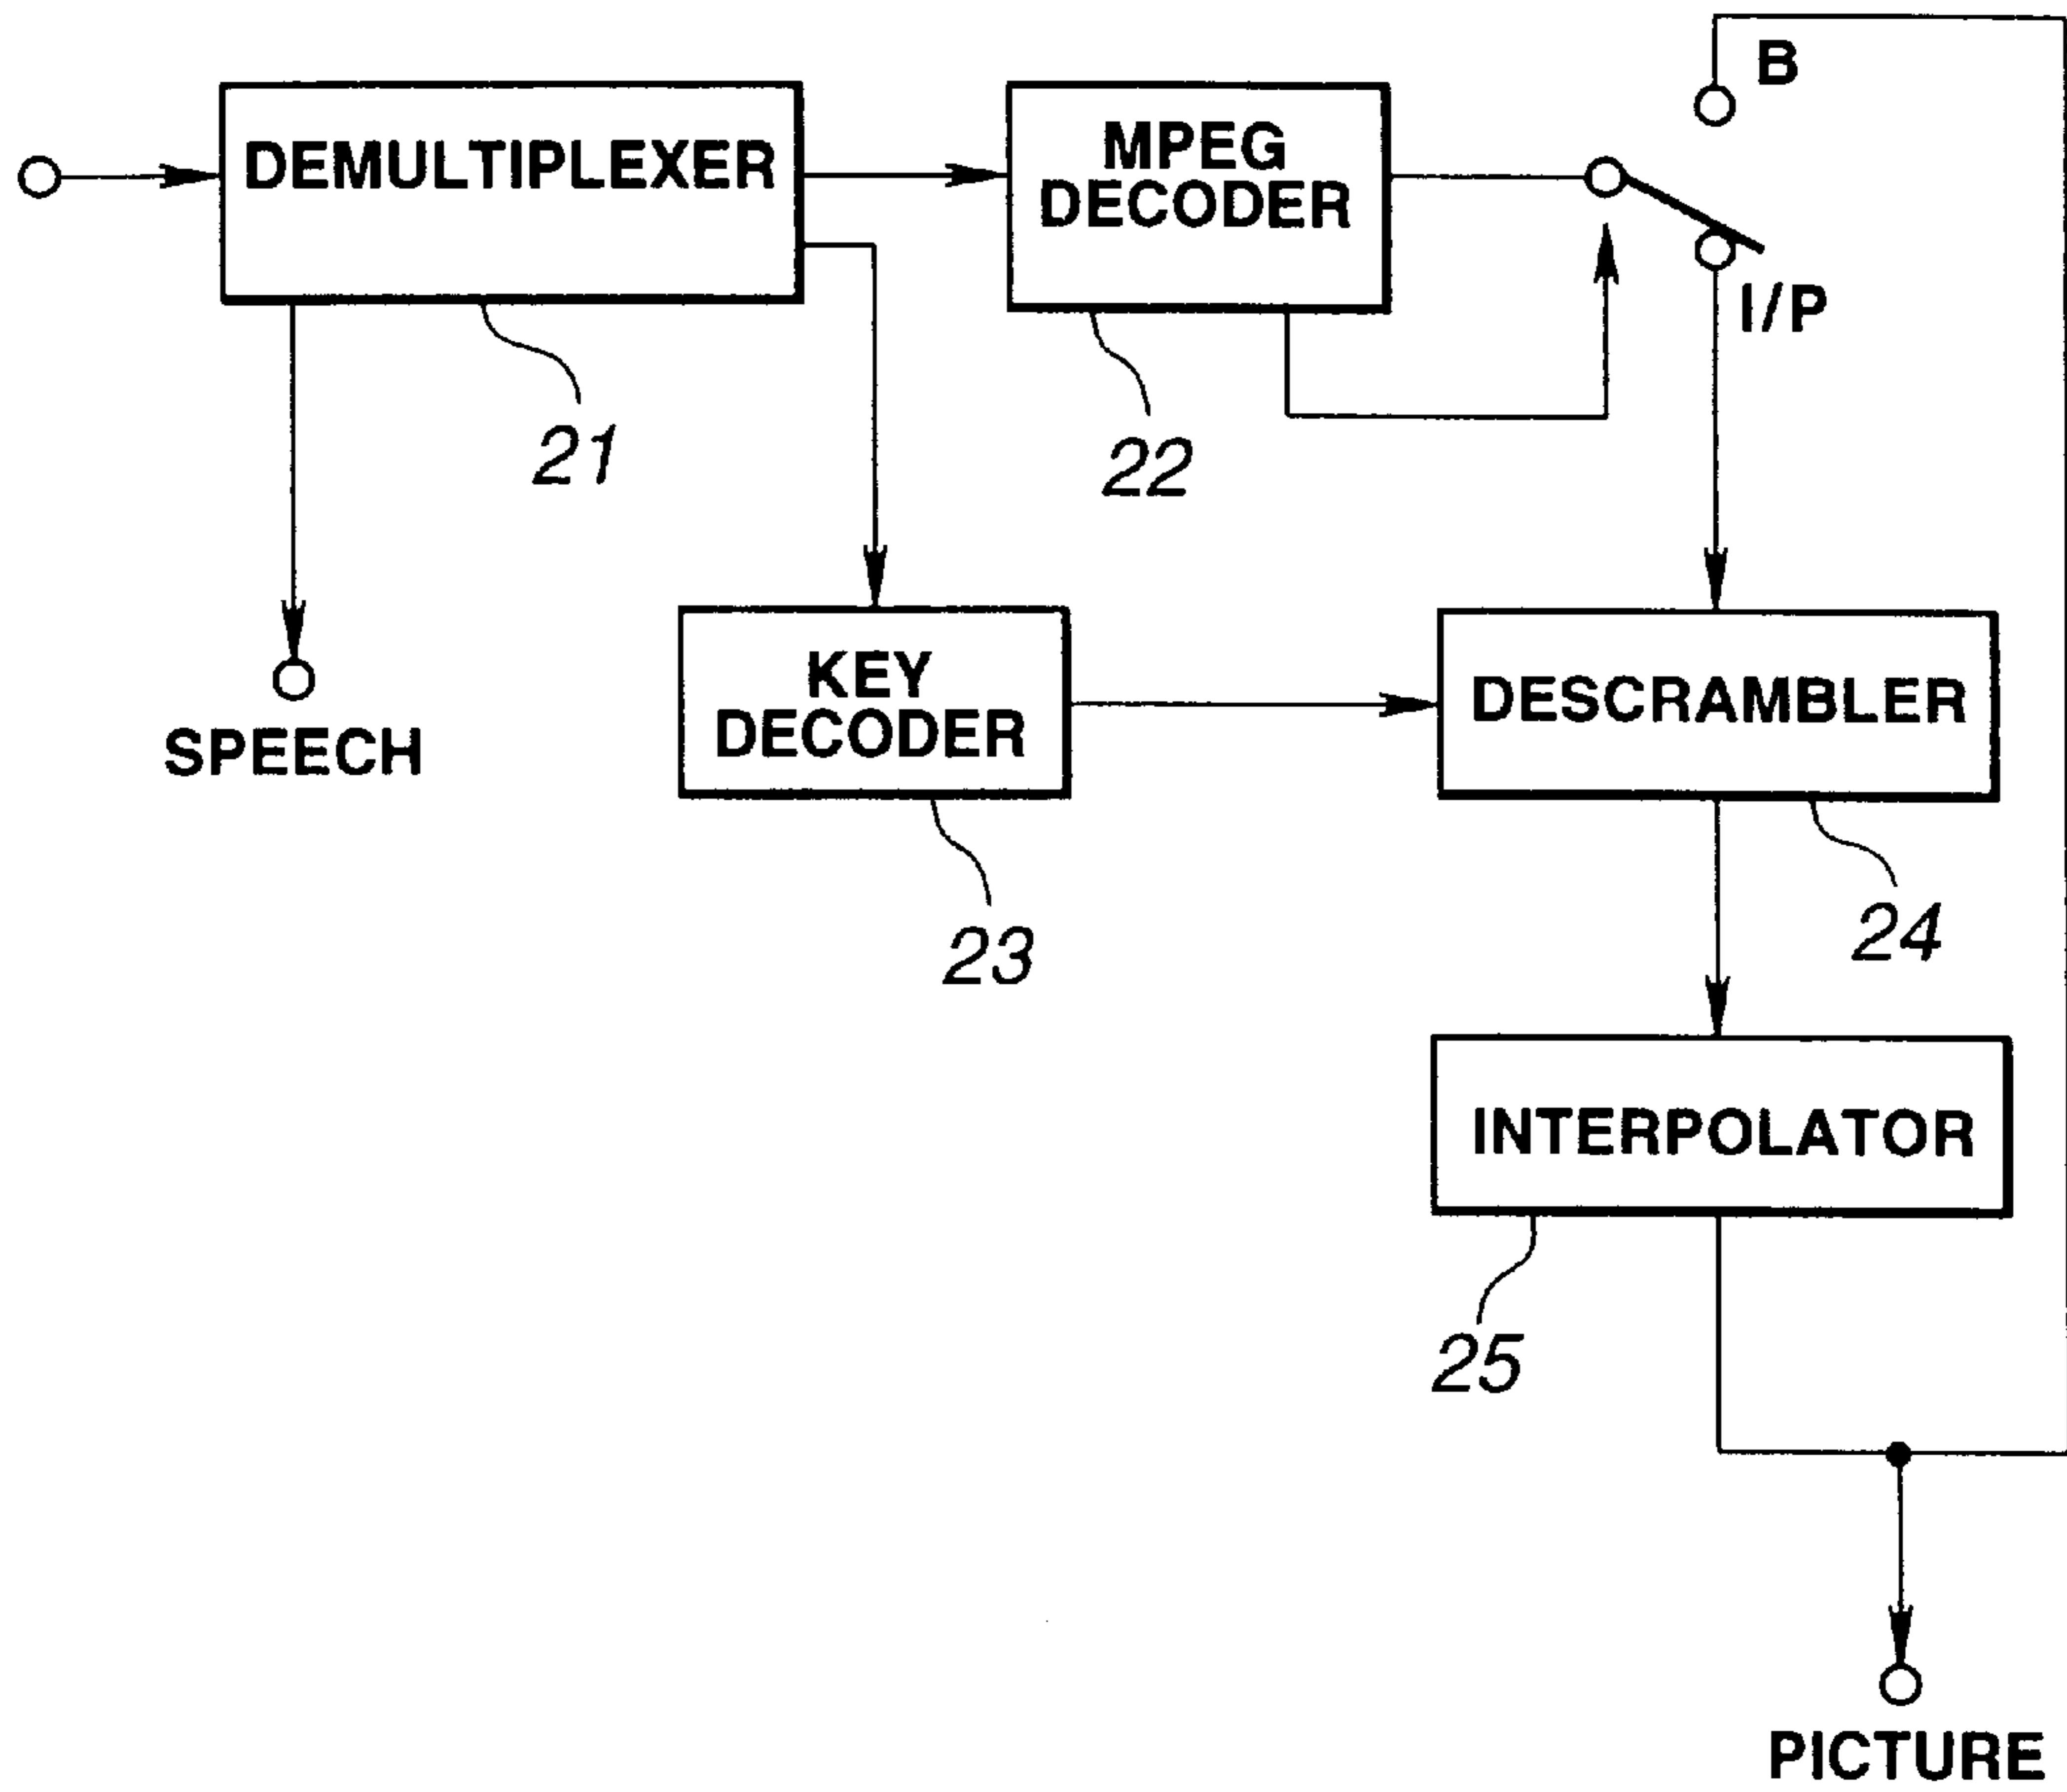 B
DEMULTIPLEXER
MPEG
DECODER
I/P
21
22
KEY
DECODER
DESCRAMBLER
SPEECH
23
24
INTERPOLATOR
25
PICTURE